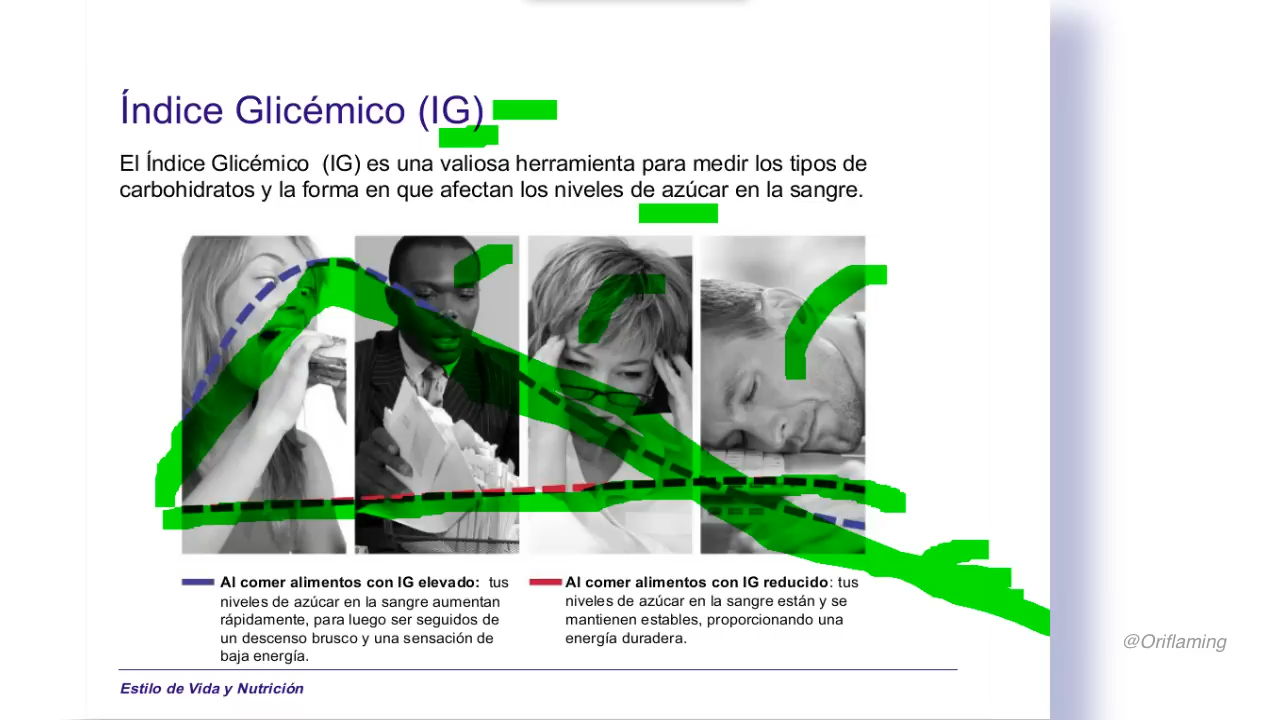 Índice Glicémico (IG)
El Índice Glicémico (IG) es una valiosa herramienta para medir los tipos de
carbohidratos y la forma en que afectan los niveles de azúcar en la sangre.
Al comer alimentos con IG elevado: tus
niveles de azúcar en la sangre aumentan
rápidamente, para luego ser seguidos de
un descenso brusco y una sensación de
baja energía.
Al comer alimentos con IG reducido: tus
niveles de azúcar en la sangre están y se
mantienen estables, proporcionando una
energía duradera.
Estilo de Vida y Nutrición
@Oriflaming